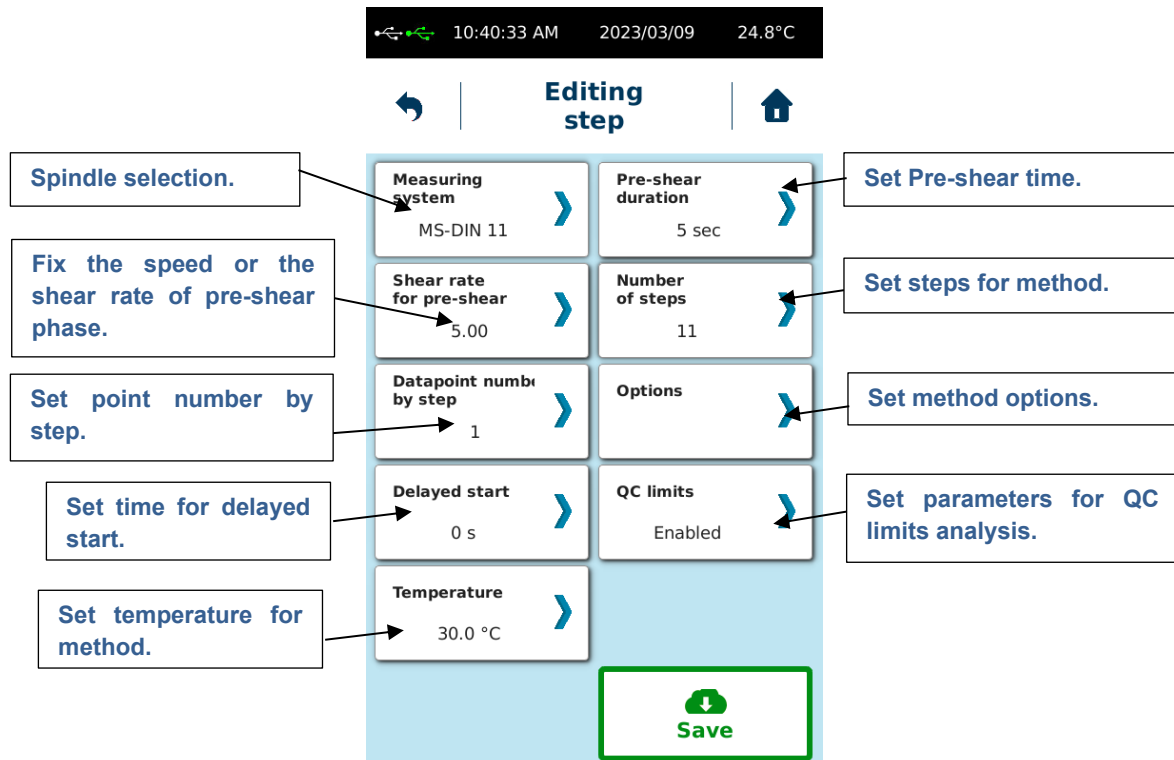 10:40:33 AM 2023/03/09 24.8°C
Editing
step
Spindle selection.
Measuring
system
MS-DIN 11
Pre-shear
duration
5 sec
Set Pre-shear time.
Fix the speed or the
shear rate of pre-shear
phase.
Shear rate
for pre-shear
5.00
Number
of steps
11
Set steps for method.
Set point number by
step.
Datapoint numbe
by step
1
Options
Set method options.
Set time for delayed
start.
Delayed start
0 s
QC limits
Enabled
Set parameters for QC
limits analysis.
Set temperature for
method.
Temperature
30.0 °C
Save